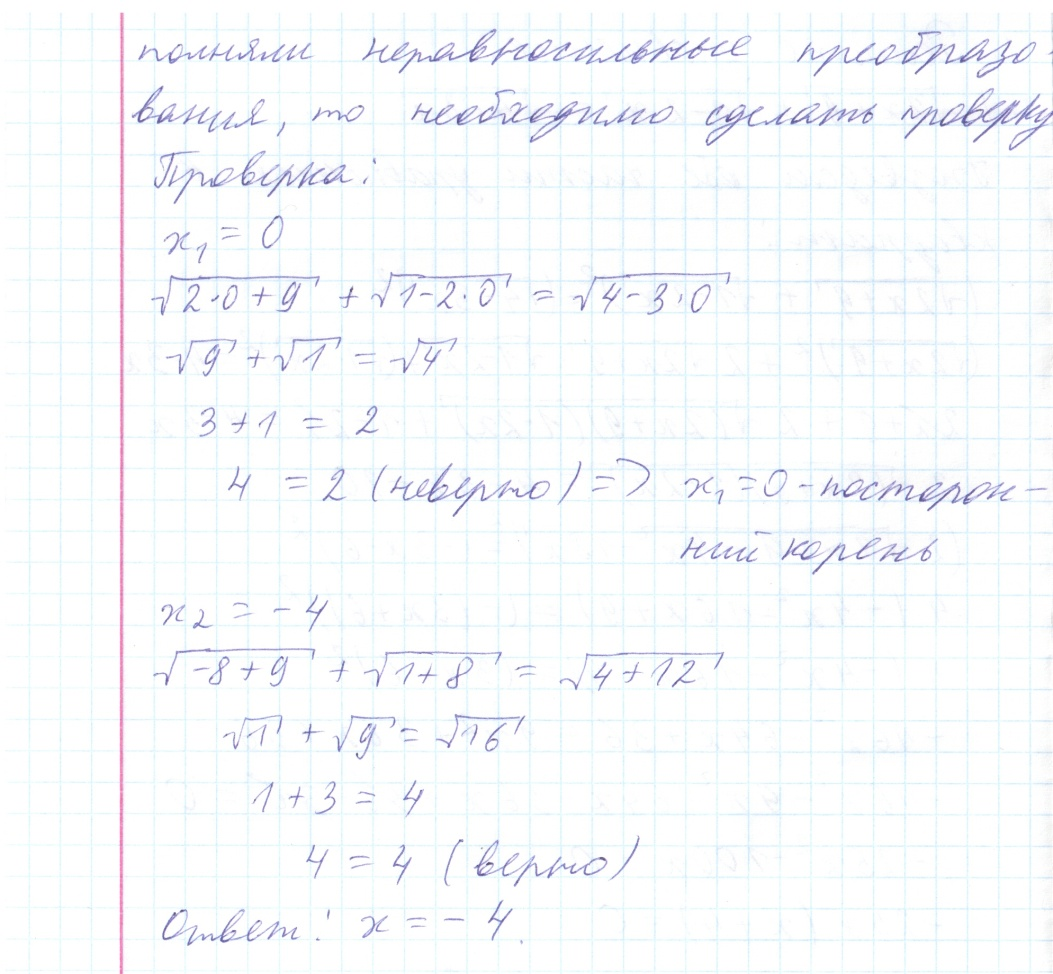 полняли неравносильные преобразо-
вания, то необходимо сделать проверку
Проверка:
x₁ = 0
√(2·0+9) + √(1-2·0) = √(4-3·0)
√9 + √1 = √4
3+1 = 2
4 = 2 (неверно) => x₁=0 - посторон-
ний корень
x₂ = -4
√(-8+9) + √(1+8) = √(4+12)
√1 + √9 = √16
1+3 = 4
4 = 4 (верно)
Ответ: x = -4.